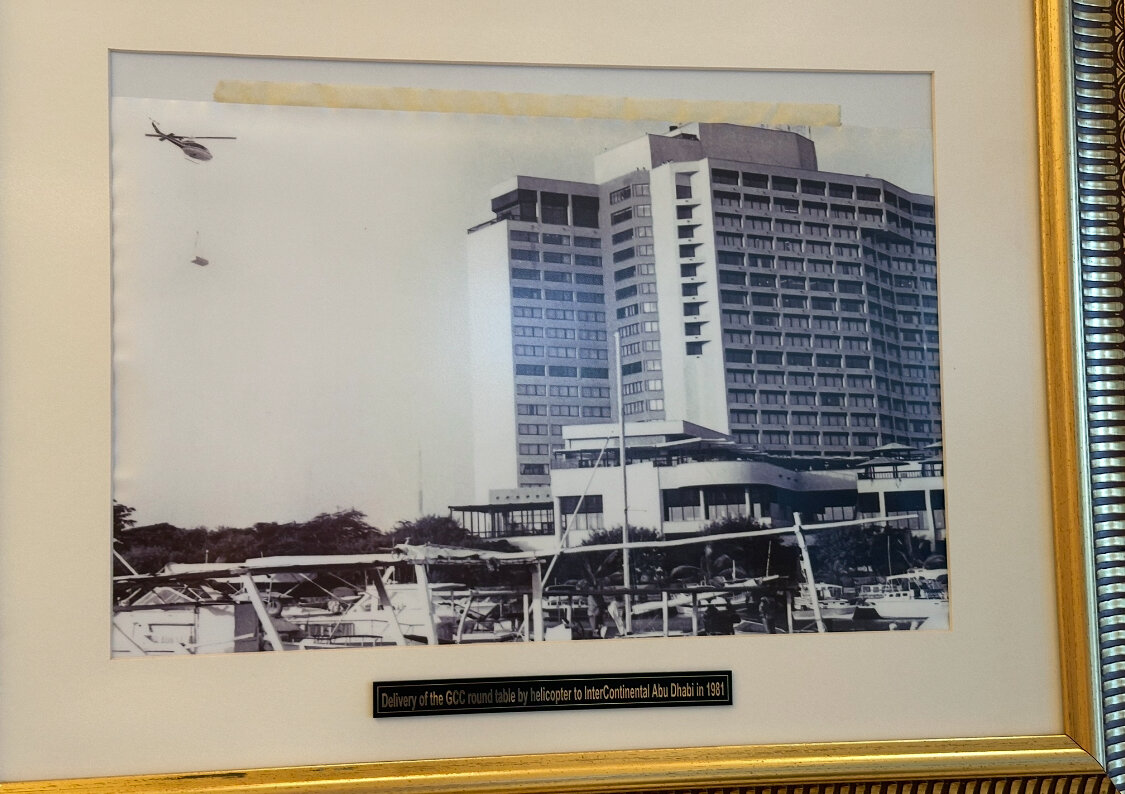 Delivery of the GCC round table by helicopter to InterContinental Abu Dhabi in 1981